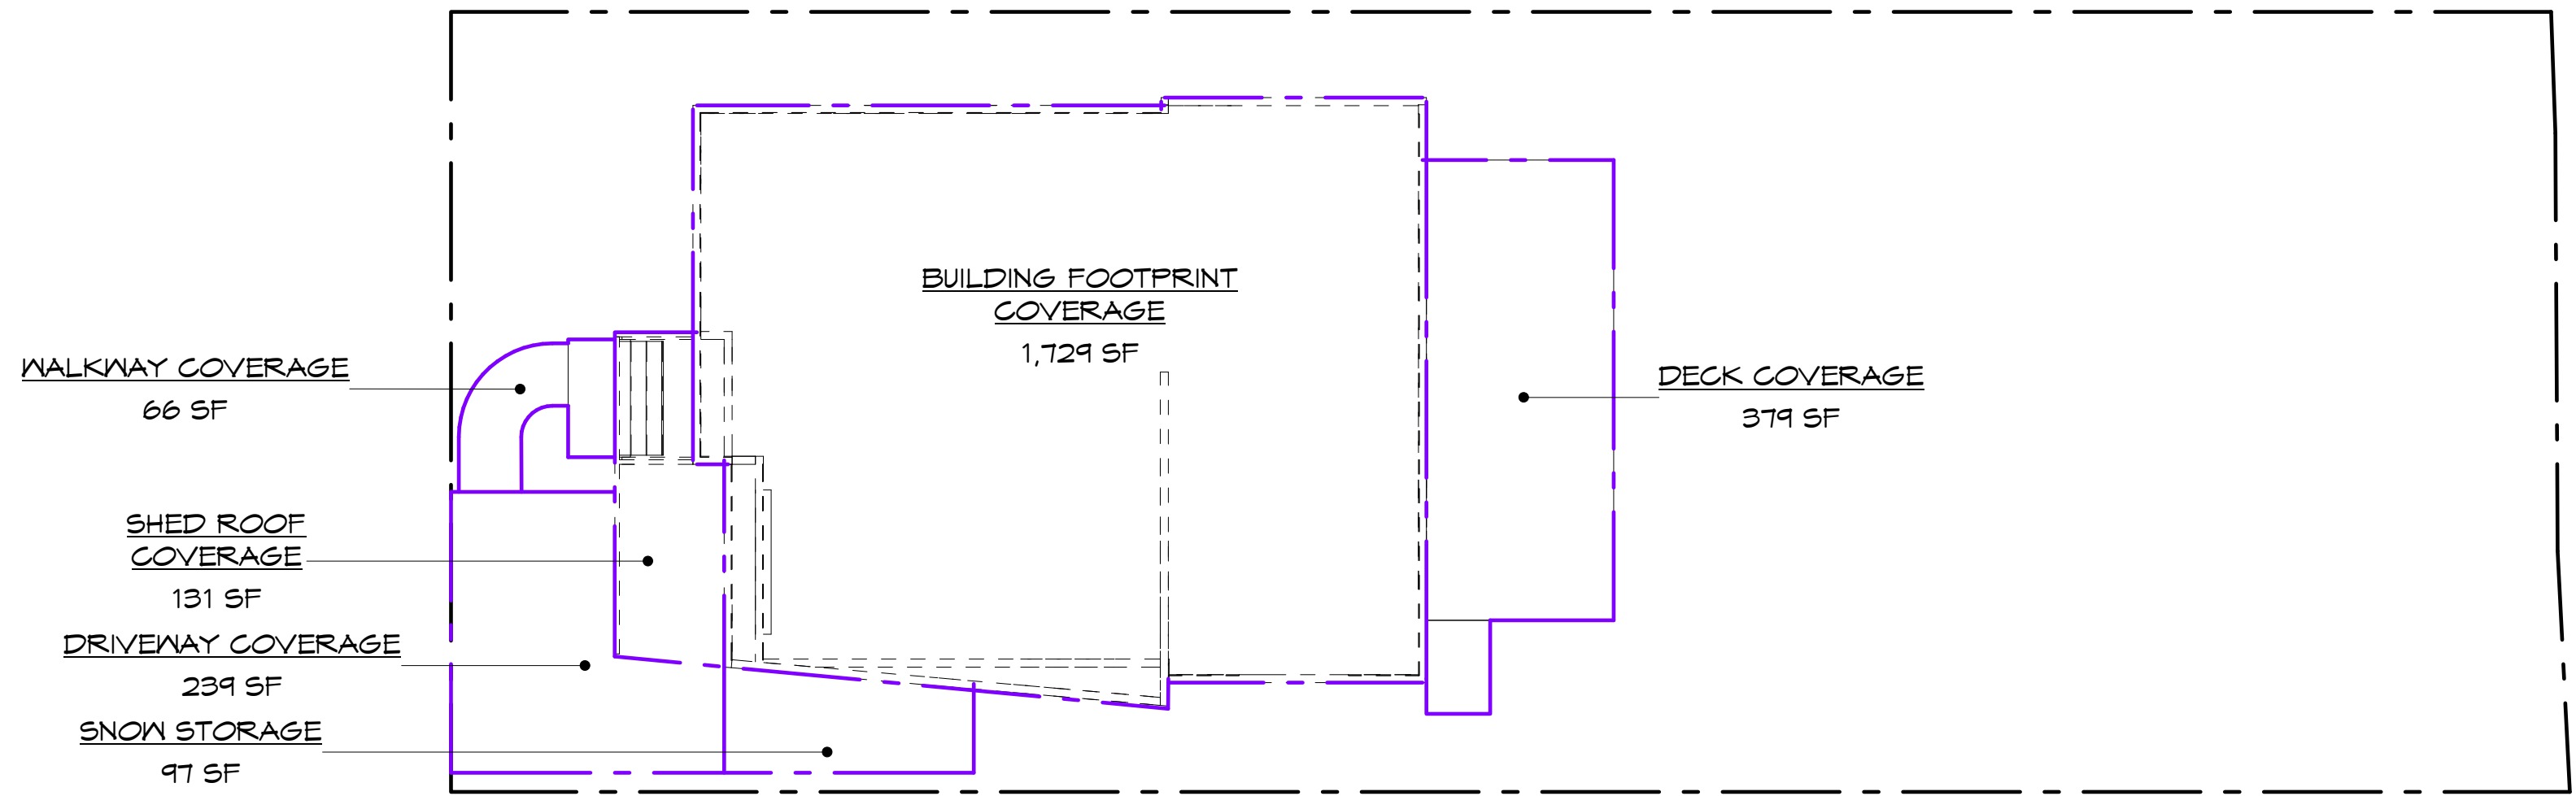 BUILDING FOOTPRINT
COVERAGE
1,729 SF
WALKWAY COVERAGE
66 SF
DECK COVERAGE
379 SF
SHED ROOF
COVERAGE
131 SF
DRIVEWAY COVERAGE
239 SF
SNOW STORAGE
97 SF